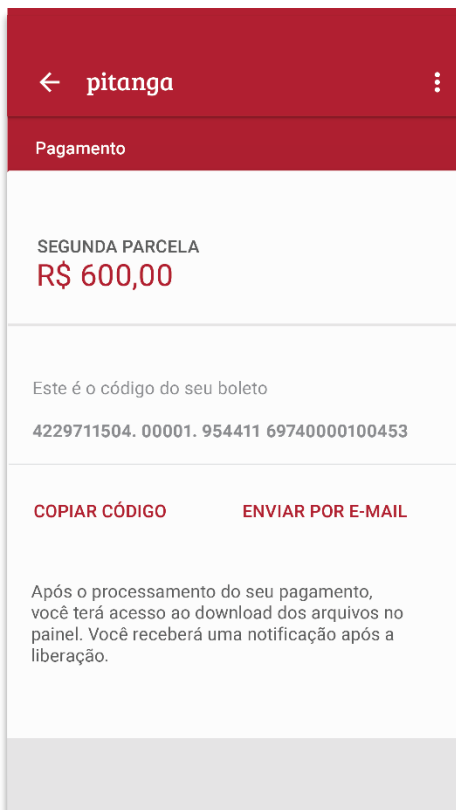 pitanga
Pagamento
SEGUNDA PARCELA
R$ 600,00
Este é o código do seu boleto
4229711504. 00001. 954411 69740000100453
COPIAR CÓDIGO ENVIAR POR E-MAIL
Após o processamento do seu pagamento,
você terá acesso ao download dos arquivos no
painel. Você receberá uma notificação após a
liberação.